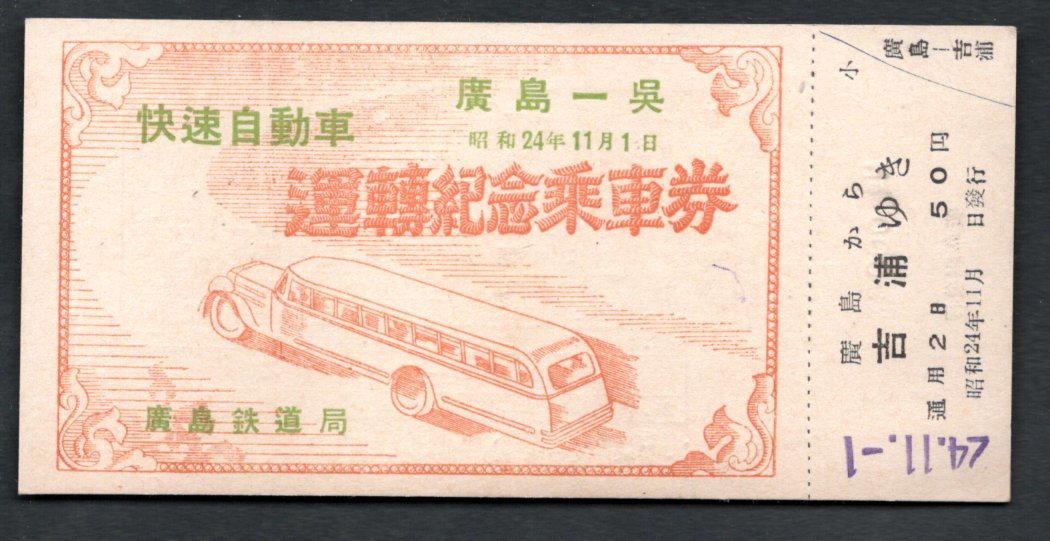 快速自動車
廣島ー呉
昭和24年11月1日
運轉紀念乗車券
廣島鉄道局
小
廣島ー吉浦
廣島から
吉浦ゆき
通用2日 50円
昭和24年11月 日發行
24.11.-1